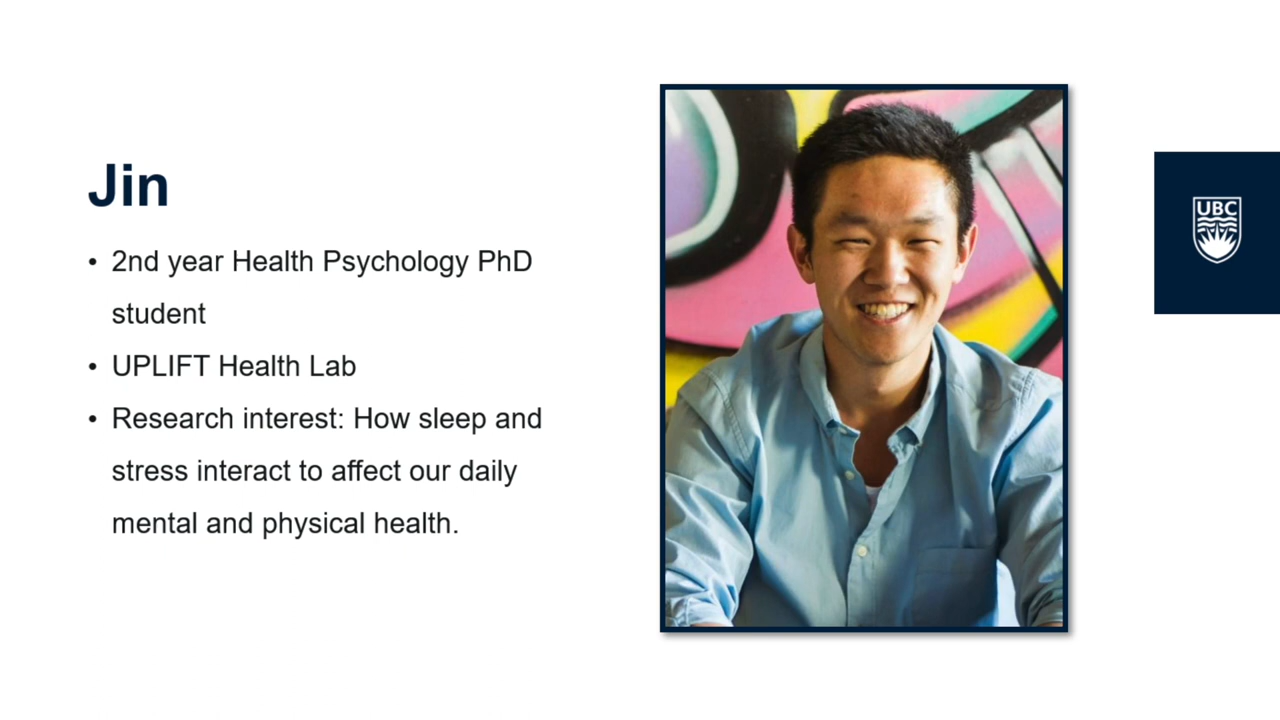 Jin
• 2nd year Health Psychology PhD
student
• UPLIFT Health Lab
• Research interest: How sleep and
stress interact to affect our daily
mental and physical health.
UBC